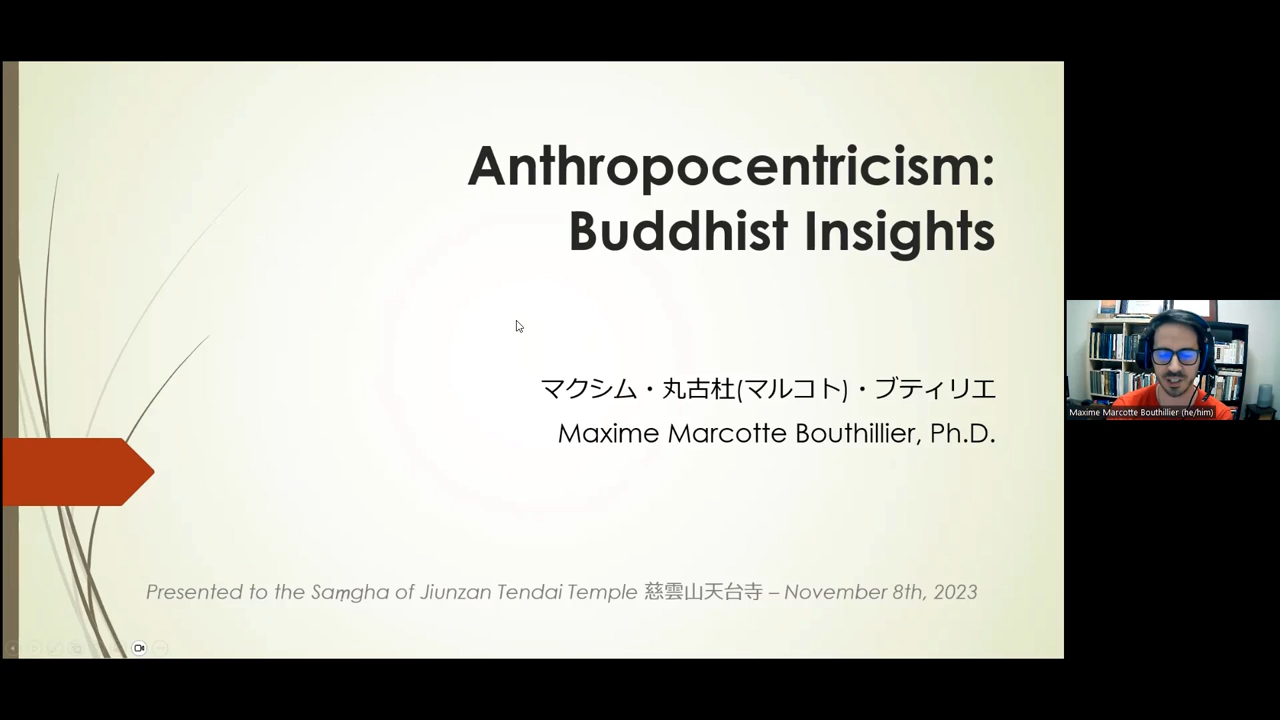 Anthropocentricism:
Buddhist Insights
マクシム・丸古杜(マルコト)・ブティリエ
Maxime Marcotte Bouthillier, Ph.D.
Presented to the Saṃgha of Jiunzan Tendai Temple 慈雲山天台寺 – November 8th, 2023
Maxime Marcotte Bouthillier (he/him)